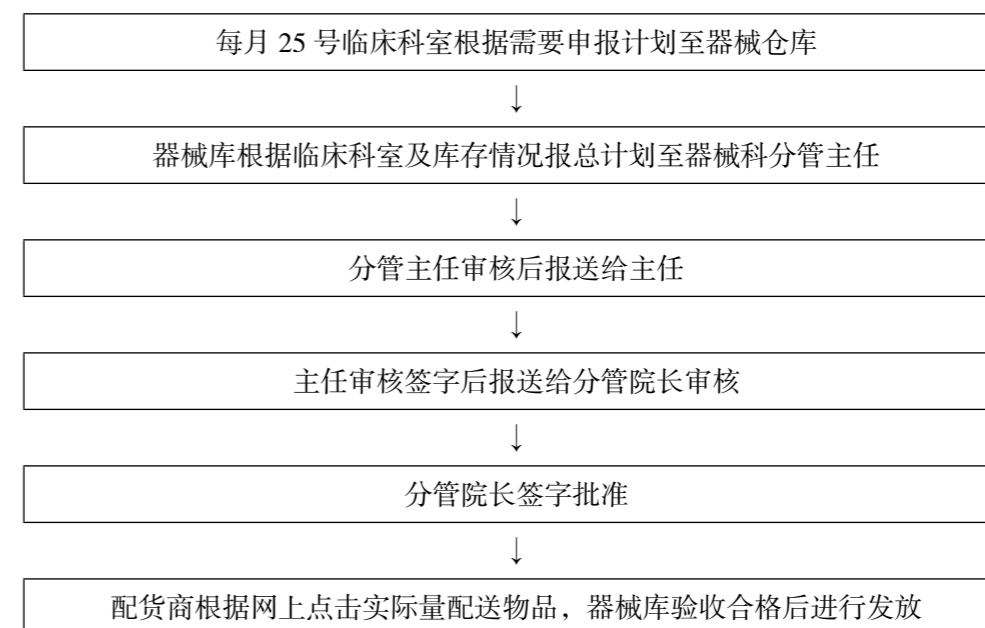 每月 25 号临床科室根据需要申报计划至器械仓库
↓
器械库根据临床科室及库存情况报总计划至器械科分管主任
↓
分管主任审核后报送给主任
↓
主任审核签字后报送给分管院长审核
↓
分管院长签字批准
↓
配货商根据网上点击实际量配送物品，器械库验收合格后进行发放